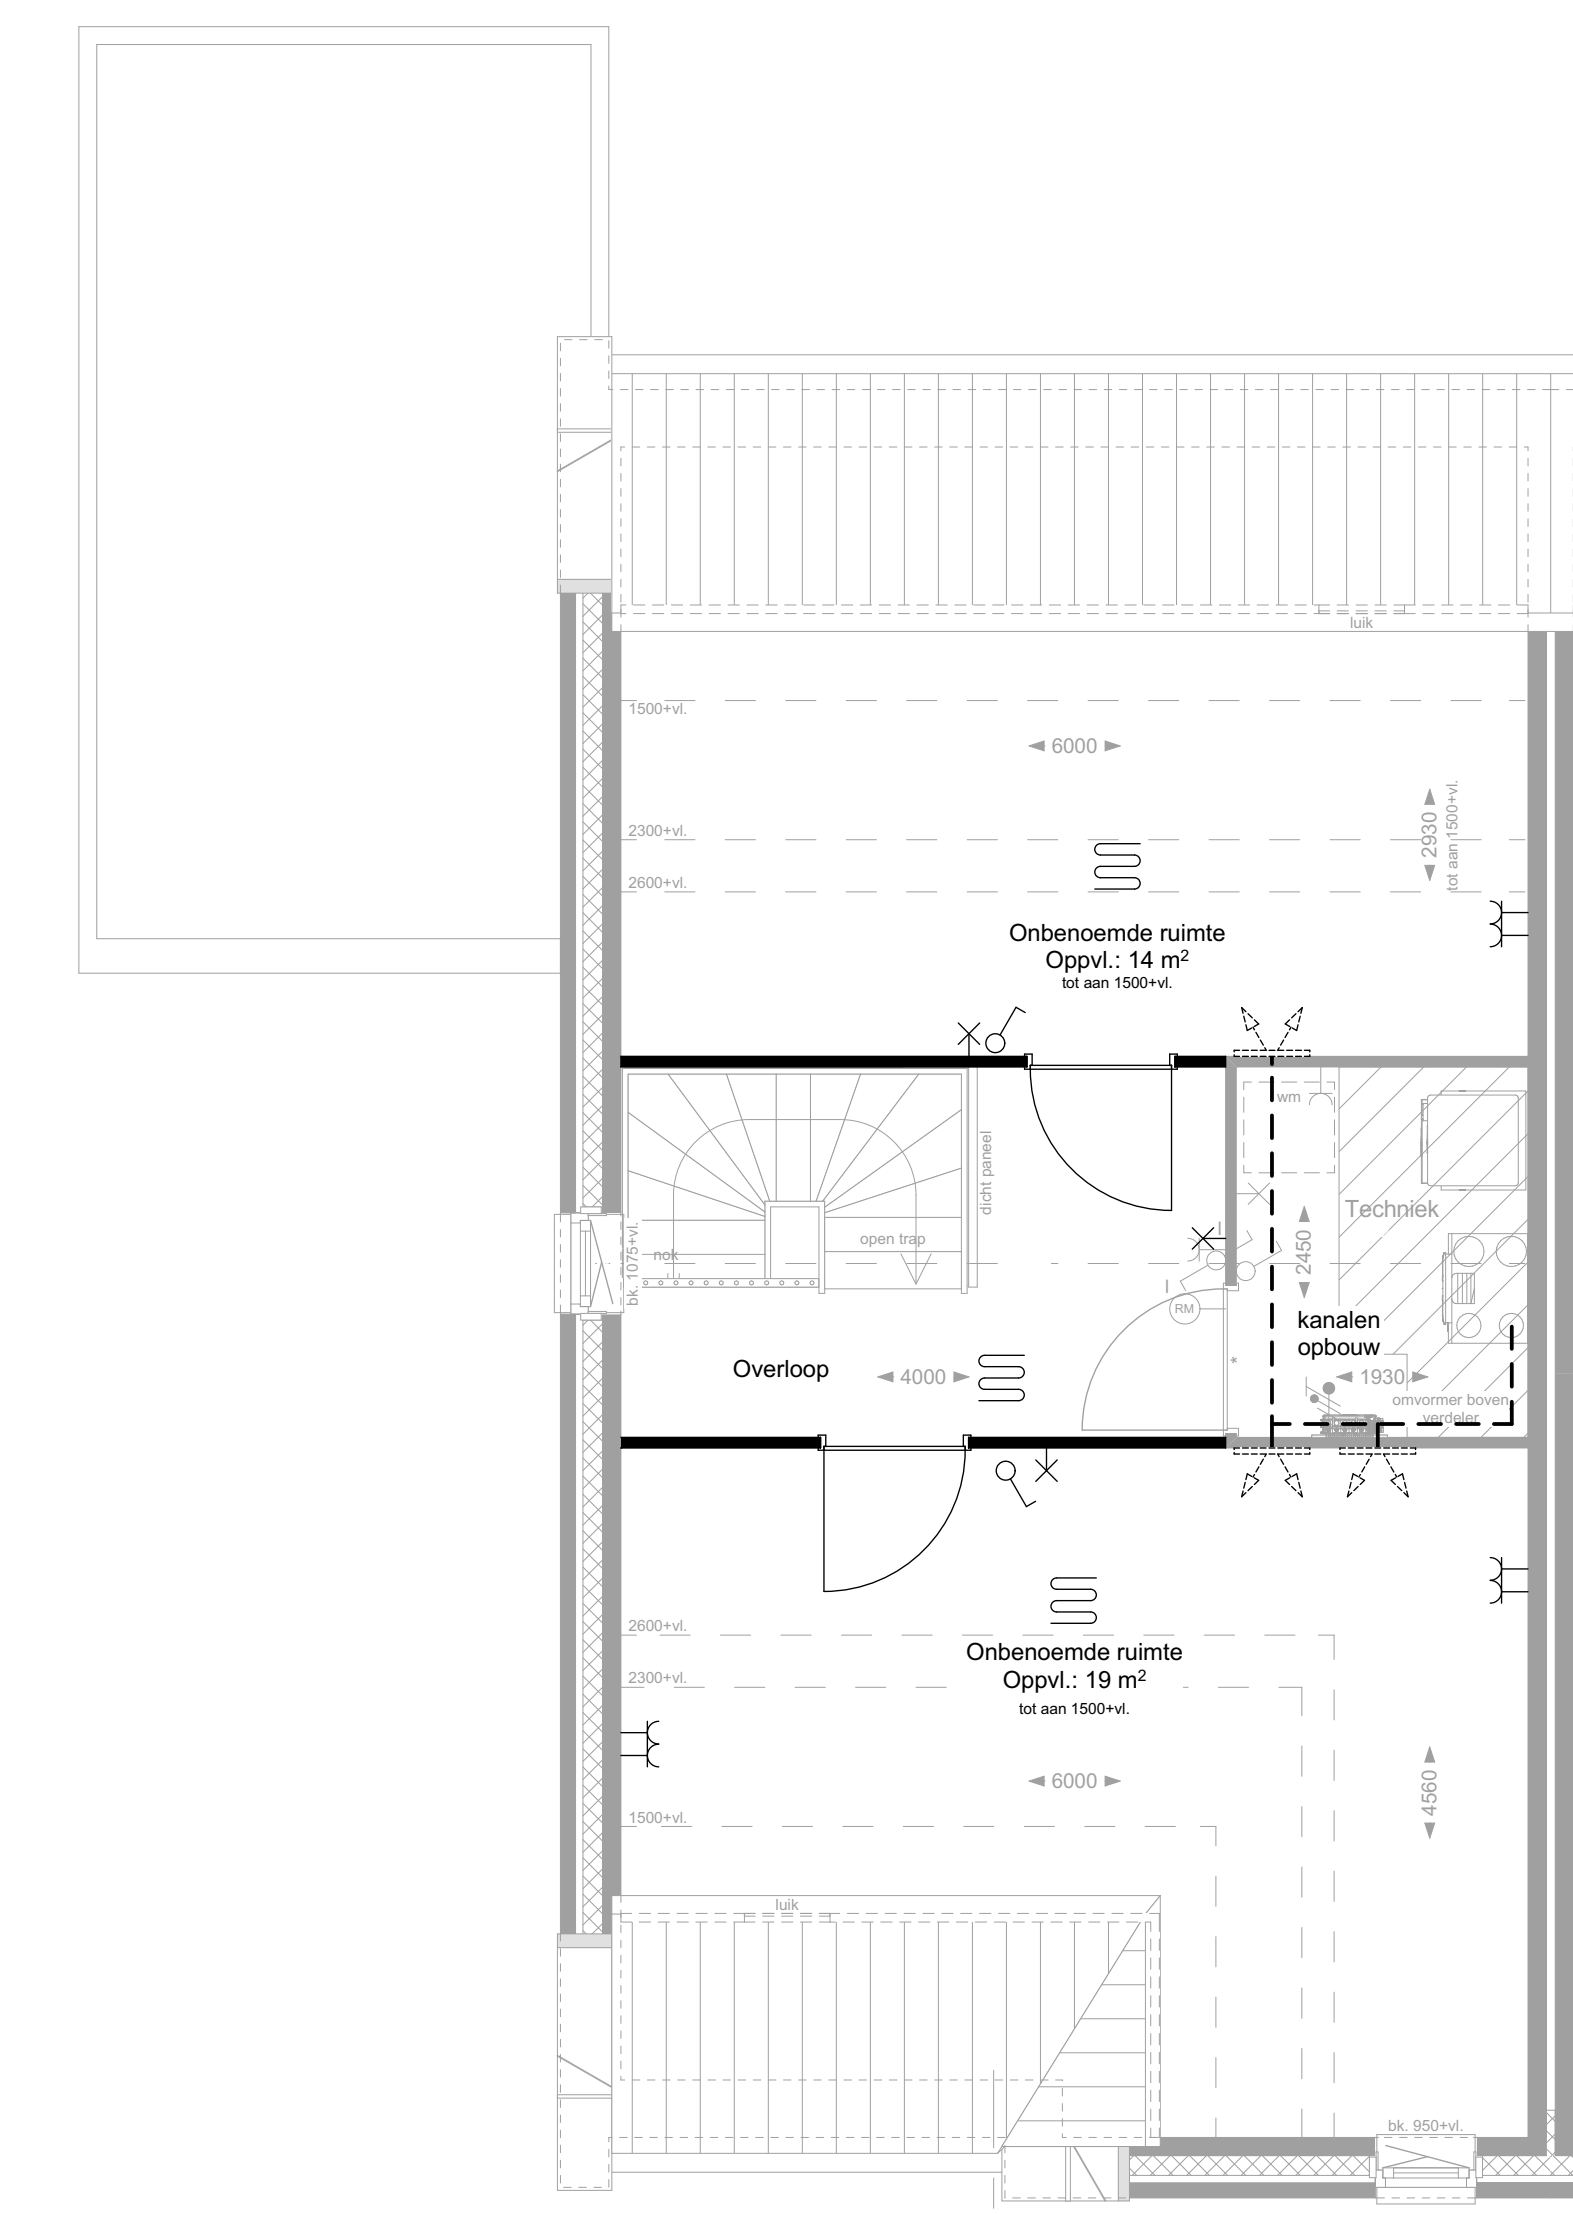 luik
1500+vl.
6000
2930
tot aan 1500+vl.
2300+vl.
2600+vl.
Onbenoemde ruimte
Oppvl.: 14 m²
tot aan 1500+vl.
wm
dicht paneel
Techniek
open trap
nok
bk. 1075+vl.
2450
RM
kanalen
opbouw
*
Overloop
4000
1930
omvormer boven
verdeler
2600+vl.
Onbenoemde ruimte
Oppvl.: 19 m²
tot aan 1500+vl.
2300+vl.
6000
4560
1500+vl.
luik
bk. 950+vl.